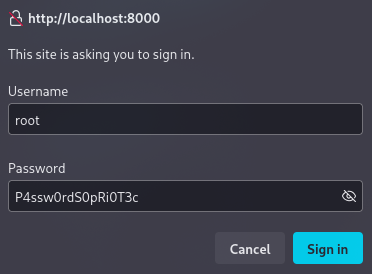 http://localhost:8000
This site is asking you to sign in.
Username
root
Password
P4ssw0rdS0pRi0T3c
Cancel Sign in